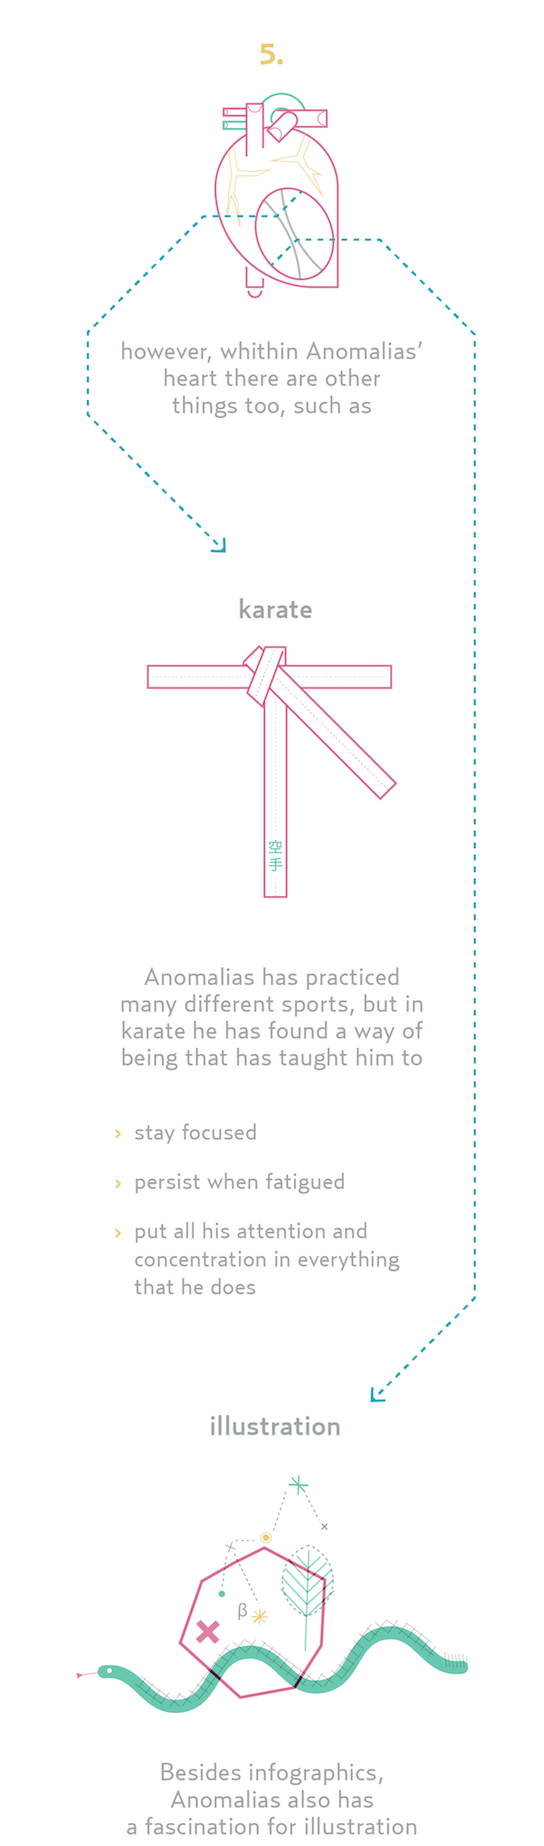 5.
however, whithin Anomalias’
heart there are other
things too, such as
karate
空
手
Anomalias has practiced
many different sports, but in
karate he has found a way of
being that has taught him to
› stay focused
› persist when fatigued
› put all his attention and
concentration in everything
that he does
illustration
β
Besides infographics,
Anomalias also has
a fascination for illustration